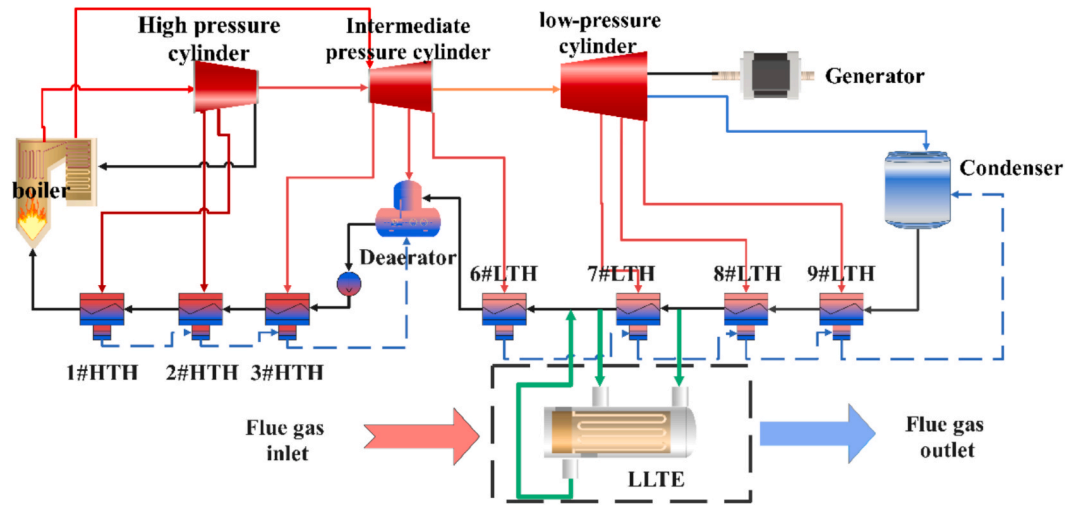 High pressure
cylinder
Intermediate
pressure cylinder
low-pressure
cylinder
Generator
boiler
Condenser
Deaerator
6#LTH
7#LTH
8#LTH
9#LTH
1#HTH
2#HTH
3#HTH
Flue gas
inlet
LLTE
Flue gas
outlet